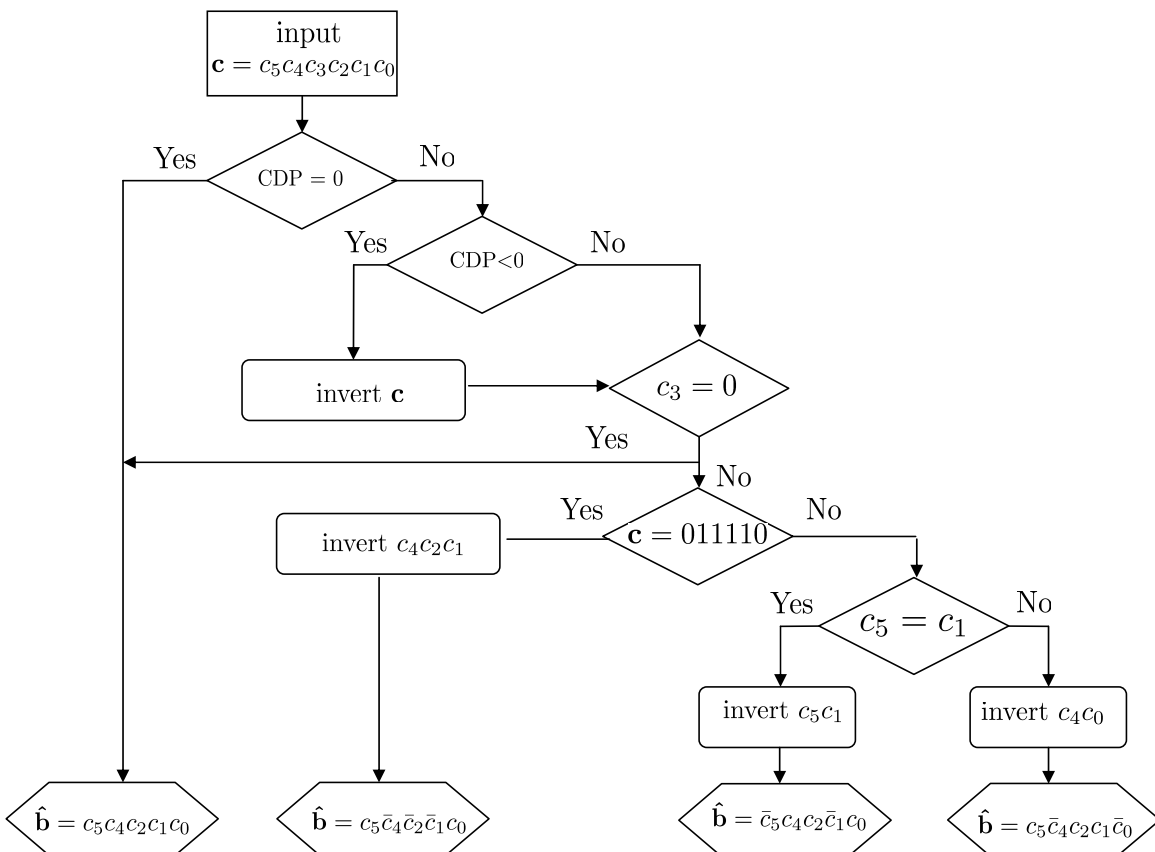 input
c = c₅c₄c₃c₂c₁c₀
Yes
No
CDP = 0
Yes
No
CDP<0
invert c
c₃ = 0
Yes
No
Yes
No
c = 011110
invert c₄c₂c₁
Yes
No
c₅ = c₁
invert c₅c₁
invert c₄c₀
b̂ = c₅c₄c₂c₁c₀
b̂ = c₅c̄₄c̄₂c̄₁c₀
b̂ = c̄₅c₄c₂c̄₁c₀
b̂ = c₅c̄₄c₂c₁c̄₀